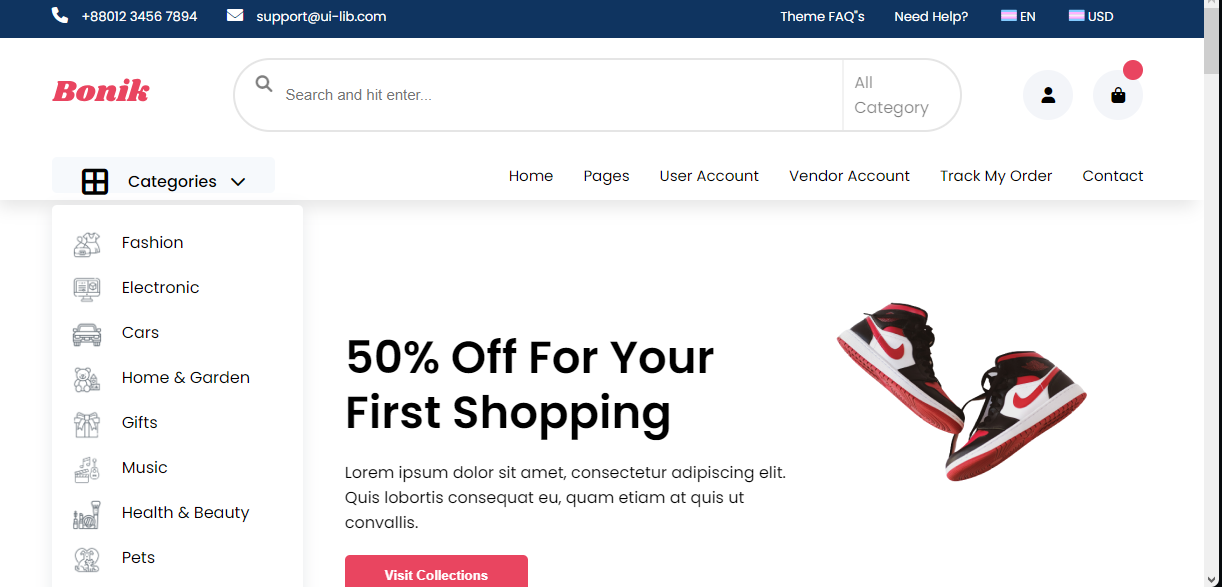 +88012 3456 7894 support@ui-lib.com Theme FAQ"s Need Help? EN USD
Bonik
Search and hit enter...
All
Category
Categories
Home Pages User Account Vendor Account Track My Order Contact
Fashion
Electronic
Cars
Home & Garden
Gifts
Music
Health & Beauty
Pets
50% Off For Your
First Shopping
Lorem ipsum dolor sit amet, consectetur adipiscing elit.
Quis lobortis consequat eu, quam etiam at quis ut
convallis.
Visit Collections